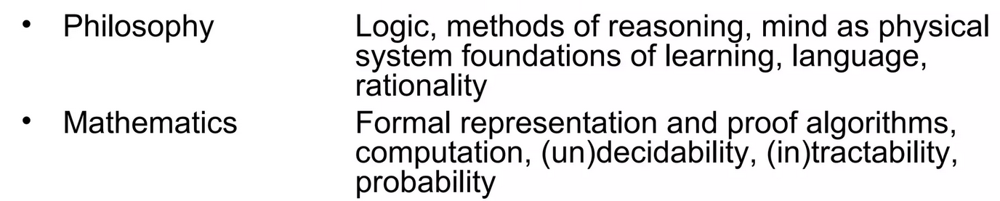 • Philosophy Logic, methods of reasoning, mind as physical
system foundations of learning, language,
rationality
• Mathematics Formal representation and proof algorithms,
computation, (un)decidability, (in)tractability,
probability